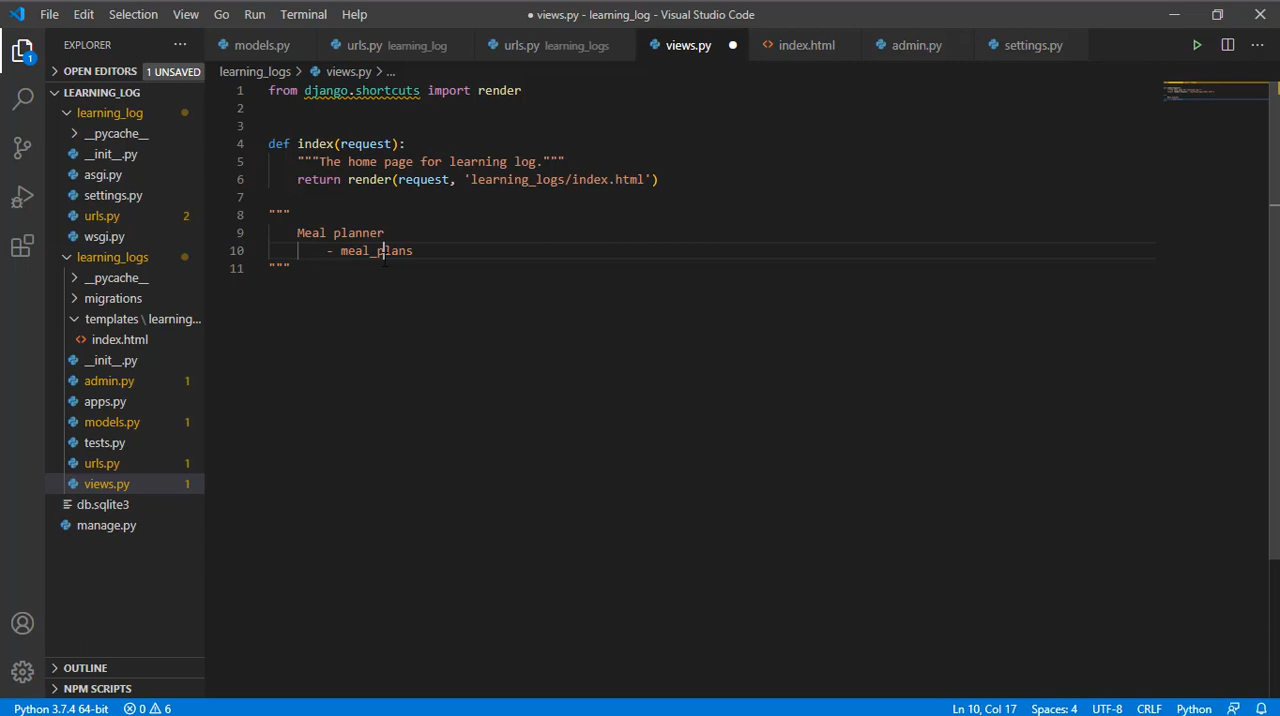 File Edit Selection View Go Run Terminal Help
● views.py - learning_log - Visual Studio Code
EXPLORER ...
models.py
urls.py learning_log
urls.py learning_logs
views.py ●
index.html
admin.py
settings.py
1
OPEN EDITORS 1 UNSAVED
LEARNING_LOG
learning_log
__pycache__
__init__.py
asgi.py
settings.py
urls.py 2
wsgi.py
learning_logs
__pycache__
migrations
templates \ learning...
index.html
__init__.py
admin.py 1
apps.py
models.py 1
tests.py
urls.py 1
views.py 1
db.sqlite3
manage.py
OUTLINE
NPM SCRIPTS
learning_logs > views.py > ...
1 from django.shortcuts import render
2
3
4 def index(request):
5 """The home page for learning log."""
6 return render(request, 'learning_logs/index.html')
7
8 """
9 Meal planner
10 - meal_plans
11 """
Python 3.7.4 64-bit 0 6 Ln 10, Col 17 Spaces: 4 UTF-8 CRLF Python